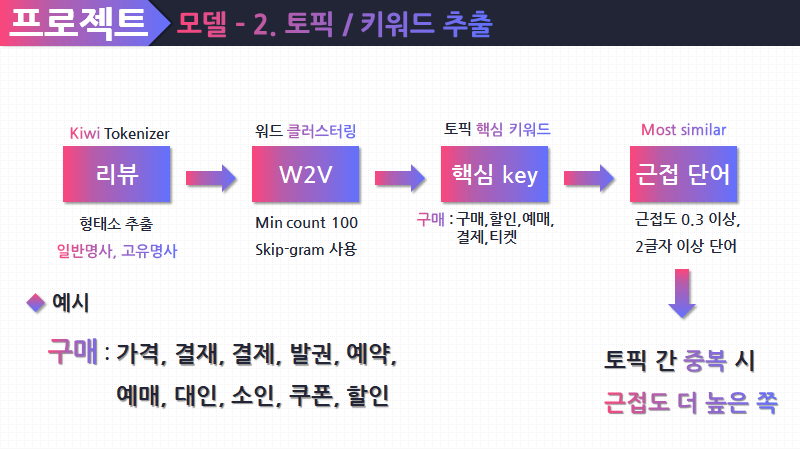 프로젝트
모델 - 2. 토픽 / 키워드 추출
Kiwi Tokenizer
리뷰
형태소 추출
일반명사, 고유명사
워드 클러스터링
W2V
Min count 100
Skip-gram 사용
토픽 핵심 키워드
핵심 key
구매 : 구매,할인,예매,
결제,티켓
Most similar
근접 단어
근접도 0.3 이상,
2글자 이상 단어
예시
구매 : 가격, 결재, 결제, 발권, 예약,
예매, 대인, 소인, 쿠폰, 할인
토픽 간 중복 시
근접도 더 높은 쪽